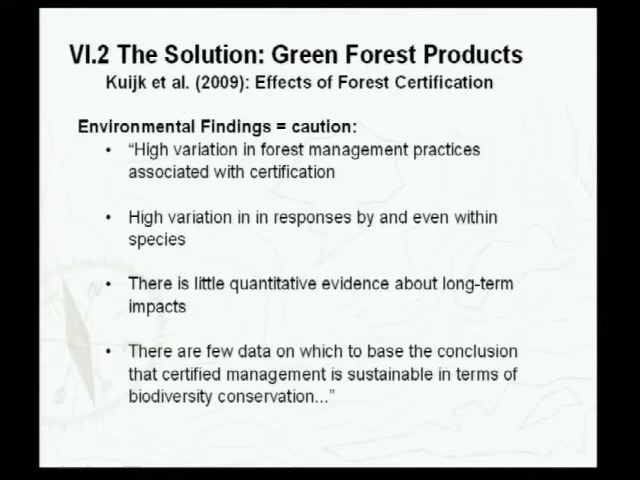 VI.2 The Solution: Green Forest Products
Kuijk et al. (2009): Effects of Forest Certification
Environmental Findings = caution:
• “High variation in forest management practices
associated with certification
• High variation in in responses by and even within
species
• There is little quantitative evidence about long-term
impacts
• There are few data on which to base the conclusion
that certified management is sustainable in terms of
biodiversity conservation...”